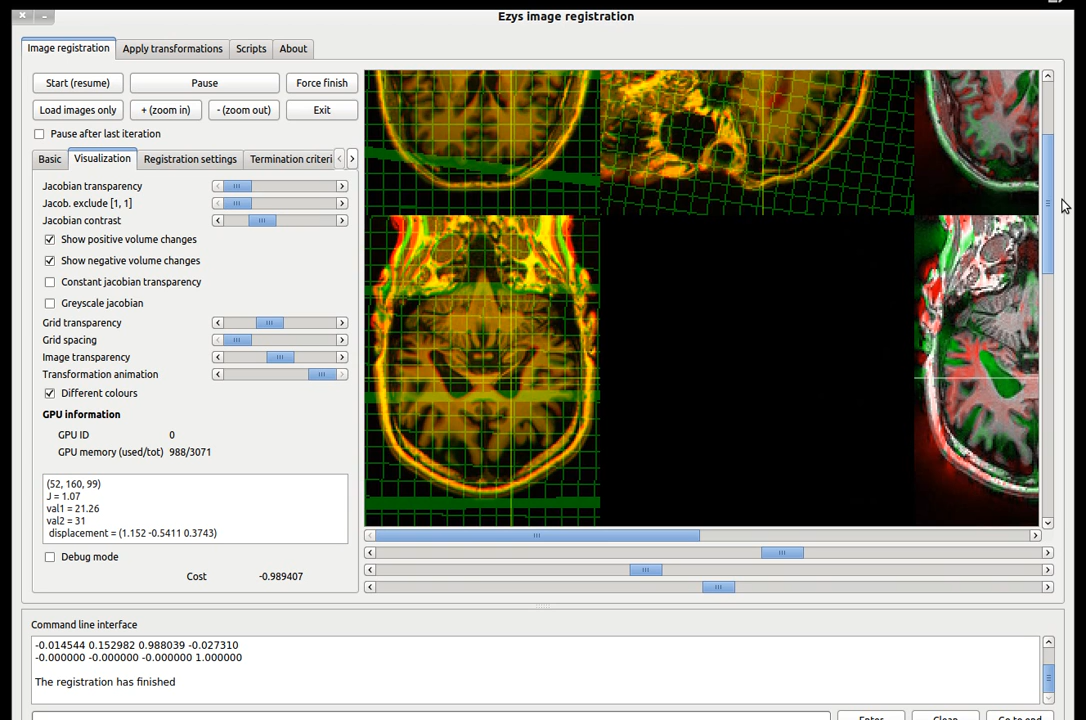 Ezys image registration
Image registration
Apply transformations
Scripts
About
Start (resume)
Pause
Force finish
Load images only
+ (zoom in)
- (zoom out)
Exit
Pause after last iteration
Basic
Visualization
Registration settings
Termination criteri
Jacobian transparency
Jacob. exclude [1, 1]
Jacobian contrast
Show positive volume changes
Show negative volume changes
Constant jacobian transparency
Greyscale jacobian
Grid transparency
Grid spacing
Image transparency
Transformation animation
Different colours
GPU information
GPU ID 0
GPU memory (used/tot) 988/3071
(52, 160, 99)
J = 1.07
val1 = 21.26
val2 = 31
displacement = (1.152 -0.5411 0.3743)
Debug mode
Cost -0.989407
Command line interface
-0.014544 0.152982 0.988039 -0.027310
-0.000000 -0.000000 -0.000000 1.000000
The registration has finished
Enter
Clean
Go to end